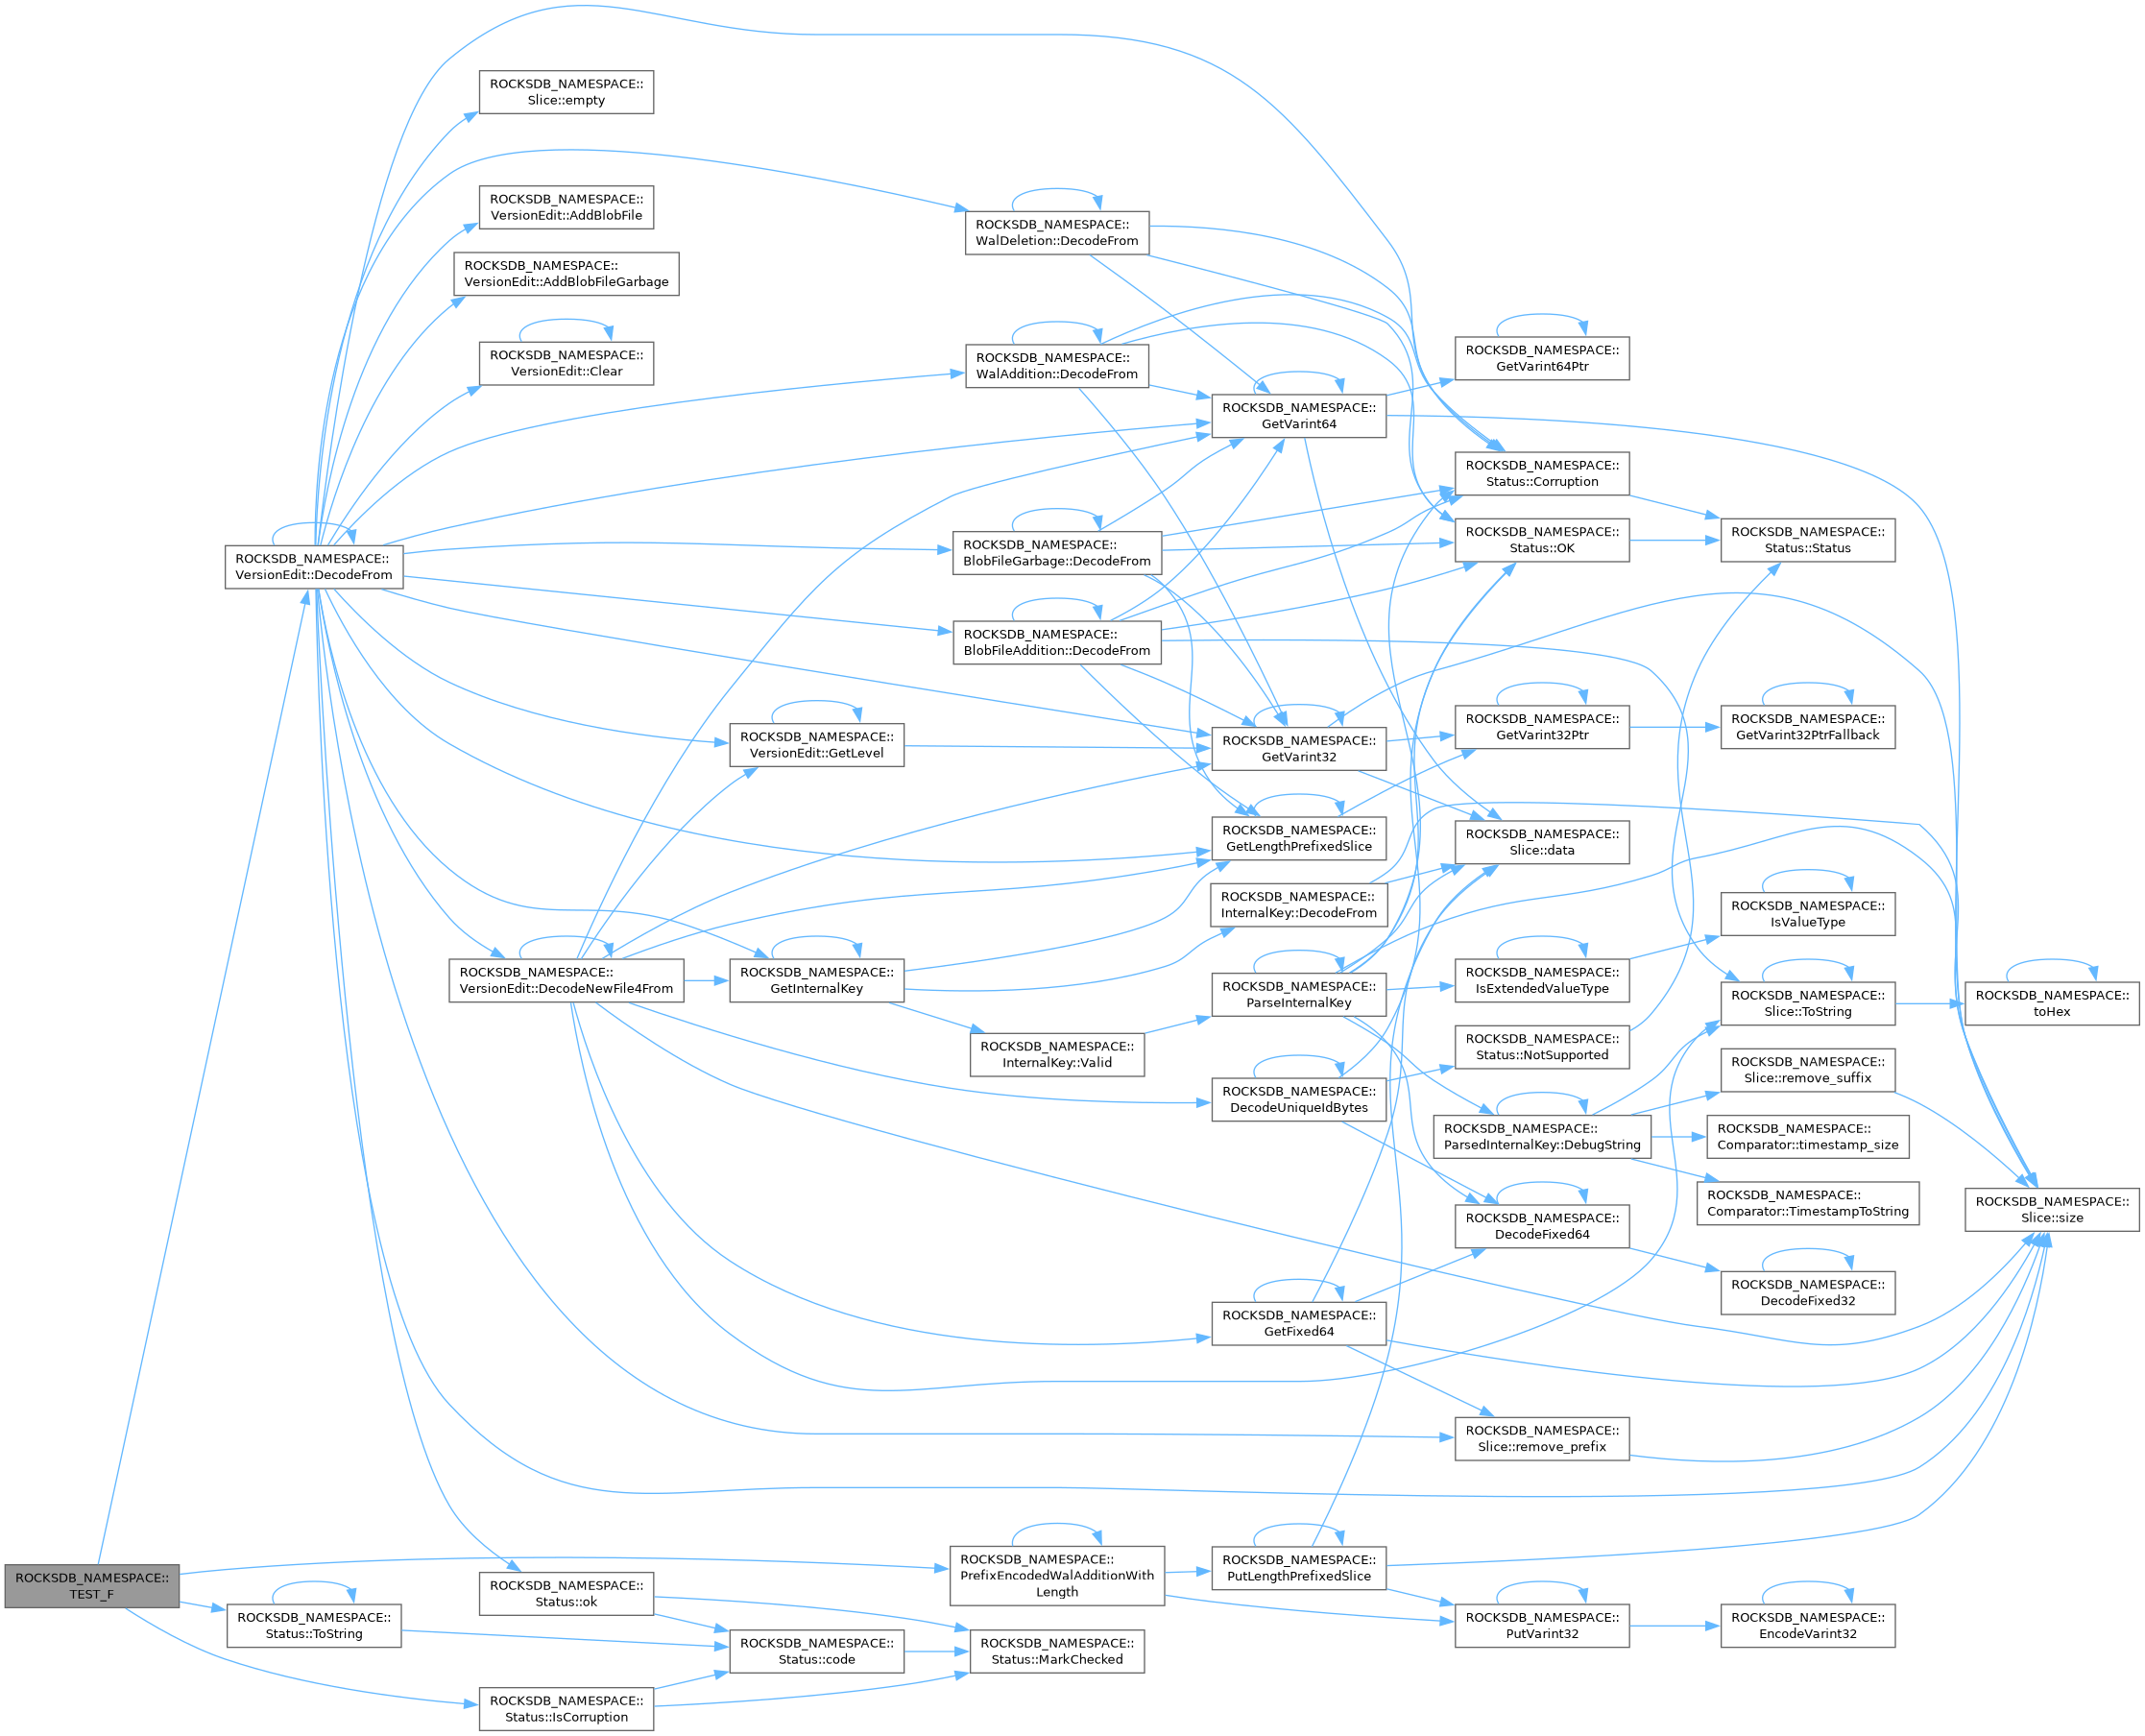 ROCKSDB_NAMESPACE::
TEST_F
ROCKSDB_NAMESPACE::
VersionEdit::DecodeFrom
ROCKSDB_NAMESPACE::
Status::ToString
ROCKSDB_NAMESPACE::
Slice::empty
ROCKSDB_NAMESPACE::
VersionEdit::AddBlobFile
ROCKSDB_NAMESPACE::
VersionEdit::AddBlobFileGarbage
ROCKSDB_NAMESPACE::
VersionEdit::Clear
ROCKSDB_NAMESPACE::
VersionEdit::DecodeNewFile4From
ROCKSDB_NAMESPACE::
Status::ok
ROCKSDB_NAMESPACE::
Status::IsCorruption
ROCKSDB_NAMESPACE::
VersionEdit::GetLevel
ROCKSDB_NAMESPACE::
GetInternalKey
ROCKSDB_NAMESPACE::
Status::code
ROCKSDB_NAMESPACE::
WalDeletion::DecodeFrom
ROCKSDB_NAMESPACE::
WalAddition::DecodeFrom
ROCKSDB_NAMESPACE::
BlobFileGarbage::DecodeFrom
ROCKSDB_NAMESPACE::
BlobFileAddition::DecodeFrom
ROCKSDB_NAMESPACE::
InternalKey::Valid
ROCKSDB_NAMESPACE::
PrefixEncodedWalAdditionWith
Length
ROCKSDB_NAMESPACE::
Status::MarkChecked
ROCKSDB_NAMESPACE::
GetVarint64
ROCKSDB_NAMESPACE::
GetVarint32
ROCKSDB_NAMESPACE::
GetLengthPrefixedSlice
ROCKSDB_NAMESPACE::
InternalKey::DecodeFrom
ROCKSDB_NAMESPACE::
ParseInternalKey
ROCKSDB_NAMESPACE::
DecodeUniqueIdBytes
ROCKSDB_NAMESPACE::
GetFixed64
ROCKSDB_NAMESPACE::
PutLengthPrefixedSlice
ROCKSDB_NAMESPACE::
GetVarint64Ptr
ROCKSDB_NAMESPACE::
Status::Corruption
ROCKSDB_NAMESPACE::
Status::OK
ROCKSDB_NAMESPACE::
GetVarint32Ptr
ROCKSDB_NAMESPACE::
Slice::data
ROCKSDB_NAMESPACE::
IsExtendedValueType
ROCKSDB_NAMESPACE::
Status::NotSupported
ROCKSDB_NAMESPACE::
ParsedInternalKey::DebugString
ROCKSDB_NAMESPACE::
DecodeFixed64
ROCKSDB_NAMESPACE::
Slice::remove_prefix
ROCKSDB_NAMESPACE::
PutVarint32
ROCKSDB_NAMESPACE::
Status::Status
ROCKSDB_NAMESPACE::
GetVarint32PtrFallback
ROCKSDB_NAMESPACE::
IsValueType
ROCKSDB_NAMESPACE::
Slice::ToString
ROCKSDB_NAMESPACE::
Slice::remove_suffix
ROCKSDB_NAMESPACE::
Comparator::timestamp_size
ROCKSDB_NAMESPACE::
Comparator::TimestampToString
ROCKSDB_NAMESPACE::
DecodeFixed32
ROCKSDB_NAMESPACE::
EncodeVarint32
ROCKSDB_NAMESPACE::
toHex
ROCKSDB_NAMESPACE::
Slice::size